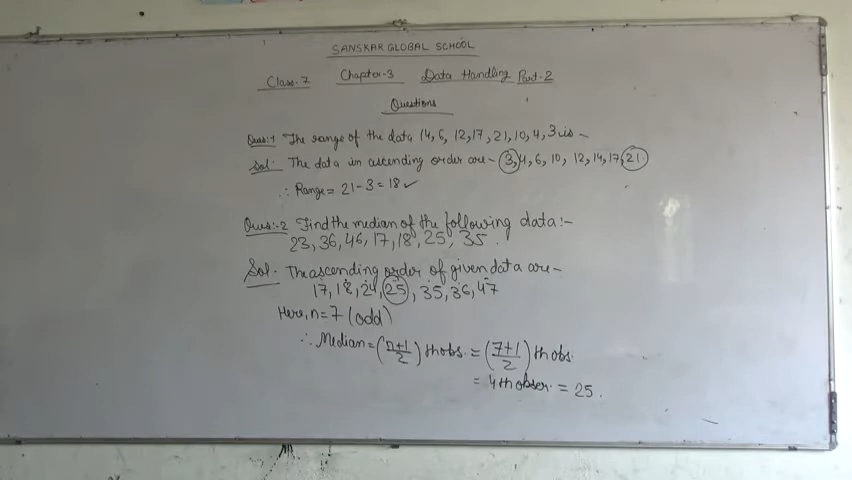 SANSKAR GLOBAL SCHOOL
Class-7 Chapter-3 Data Handling Part-2
Questions
Ques:-1 The range of the data 14, 6, 12, 17, 21, 10, 4, 3 is -
Sol:- The data in ascending order are - 3, 4, 6, 10, 12, 14, 17, 21
∴ Range = 21 - 3 = 18 ✓
Ques:-2 Find the median of the following data:-
23, 36, 46, 17, 18, 25, 35.
Sol. The ascending order of given data are -
17, 18, 24, 25, 35, 36, 47
Here, n = 7 (odd)
∴ Median = (n+1/2) th obs. = (7+1/2) th obs.
= 4 th obser. = 25.